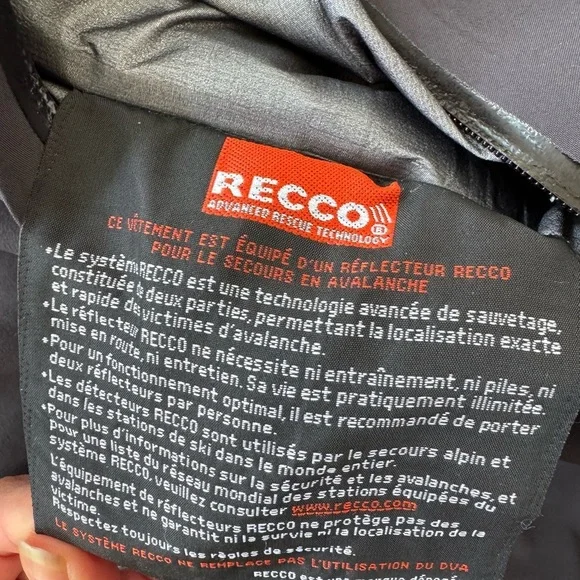 RECCO®
ADVANCED RESCUE TECHNOLOGY
CE VÊTEMENT EST ÉQUIPÉ D'UN RÉFLECTEUR RECCO
POUR LE SECOURS EN AVALANCHE
•Le système RECCO est une technologie avancée de sauvetage,
constituée de deux parties, permettant la localisation exacte
et rapide des victimes d'avalanche.
•Le réflecteur RECCO ne nécessite ni entraînement, ni piles, ni
mise en route, ni entretien. Sa vie est pratiquement illimitée.
•Pour un fonctionnement optimal, il est recommandé de porter
deux réflecteurs par personne.
•Les détecteurs RECCO sont utilisés par le secours alpin et
dans les stations de ski dans le monde entier.
•Pour plus d'informations sur la sécurité et les avalanches, et
pour une liste du réseau mondial des stations équipées du
système RECCO, veuillez consulter www.recco.com
L'équipement de réflecteurs RECCO ne protège pas des
avalanches et ne garantit ni la survie ni la localisation de la
victime.
Respectez toujours les règles de sécurité.
LE SYSTÈME RECCO NE REMPLACE PAS L'UTILISATION DU DVA
RECCO est une marque déposée